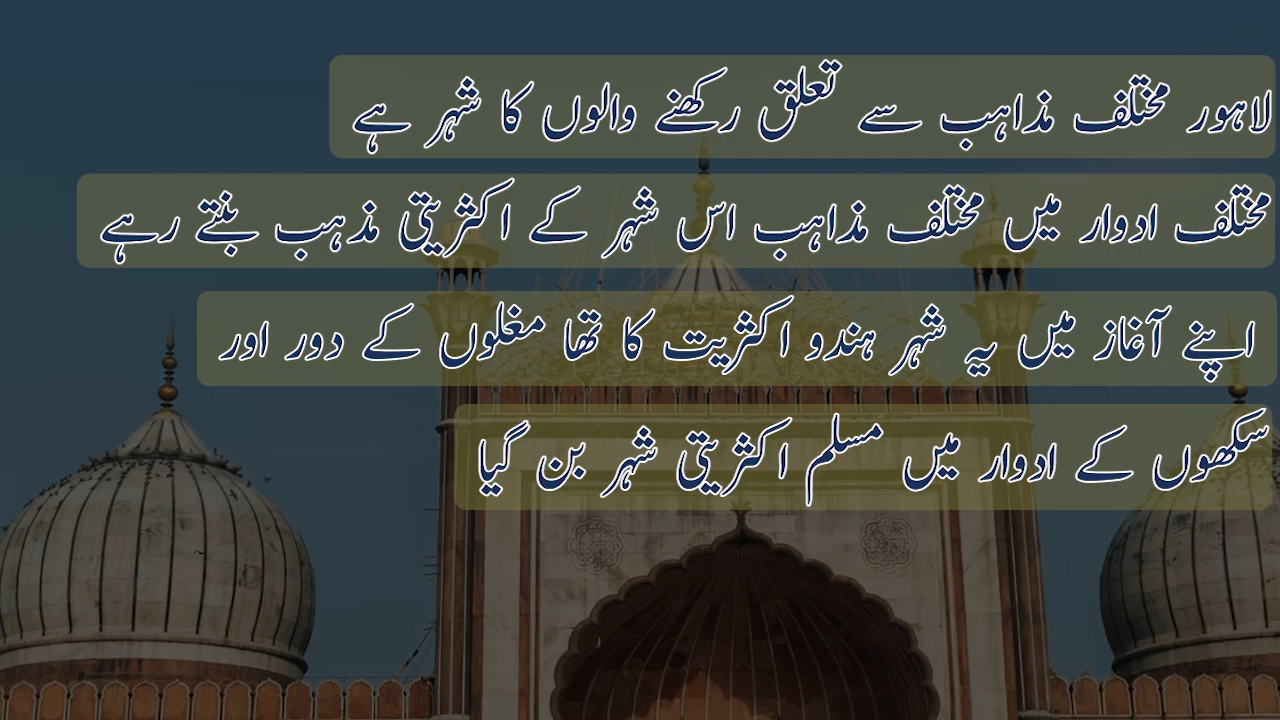 لاہور مختلف مذاہب سے تعلق رکھنے والوں کا شہر ہے
مختلف ادوار میں مختلف مذاہب اس شہر کے اکثریتی مذہب بنتے رہے
اپنے آغاز میں یہ شہر ہندو اکثریت کا تھا مغلوں کے دور اور
سکھوں کے ادوار میں مسلم اکثریتی شہر بن گیا